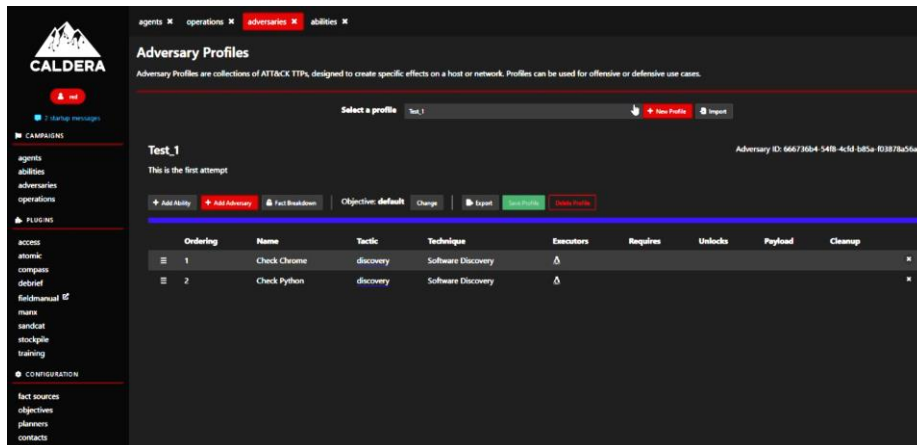 agents ✖ operations ✖ adversaries ✖ abilities ✖
CALDERA
red
2 startup messages
CAMPAIGNS
agents
abilities
adversaries
operations
PLUGINS
access
atomic
compass
debrief
fieldmanual
manx
sandcat
stockpile
training
CONFIGURATION
fact sources
objectives
planners
contacts
Adversary Profiles
Adversary Profiles are collections of ATT&CK TTPs, designed to create specific effects on a host or network. Profiles can be used for offensive or defensive use cases.
Select a profile Test_1 + New Profile Import
Test_1 Adversary ID: 666736b4-54f8-4cfd-b85a-f03878a56a
This is the first attempt
+ Add Ability + Add Adversary Fact Breakdown Objective: default Change Export Save Profile Delete Profile
Ordering Name Tactic Technique Executors Requires Unlocks Payload Cleanup
1 Check Chrome discovery Software Discovery
2 Check Python discovery Software Discovery